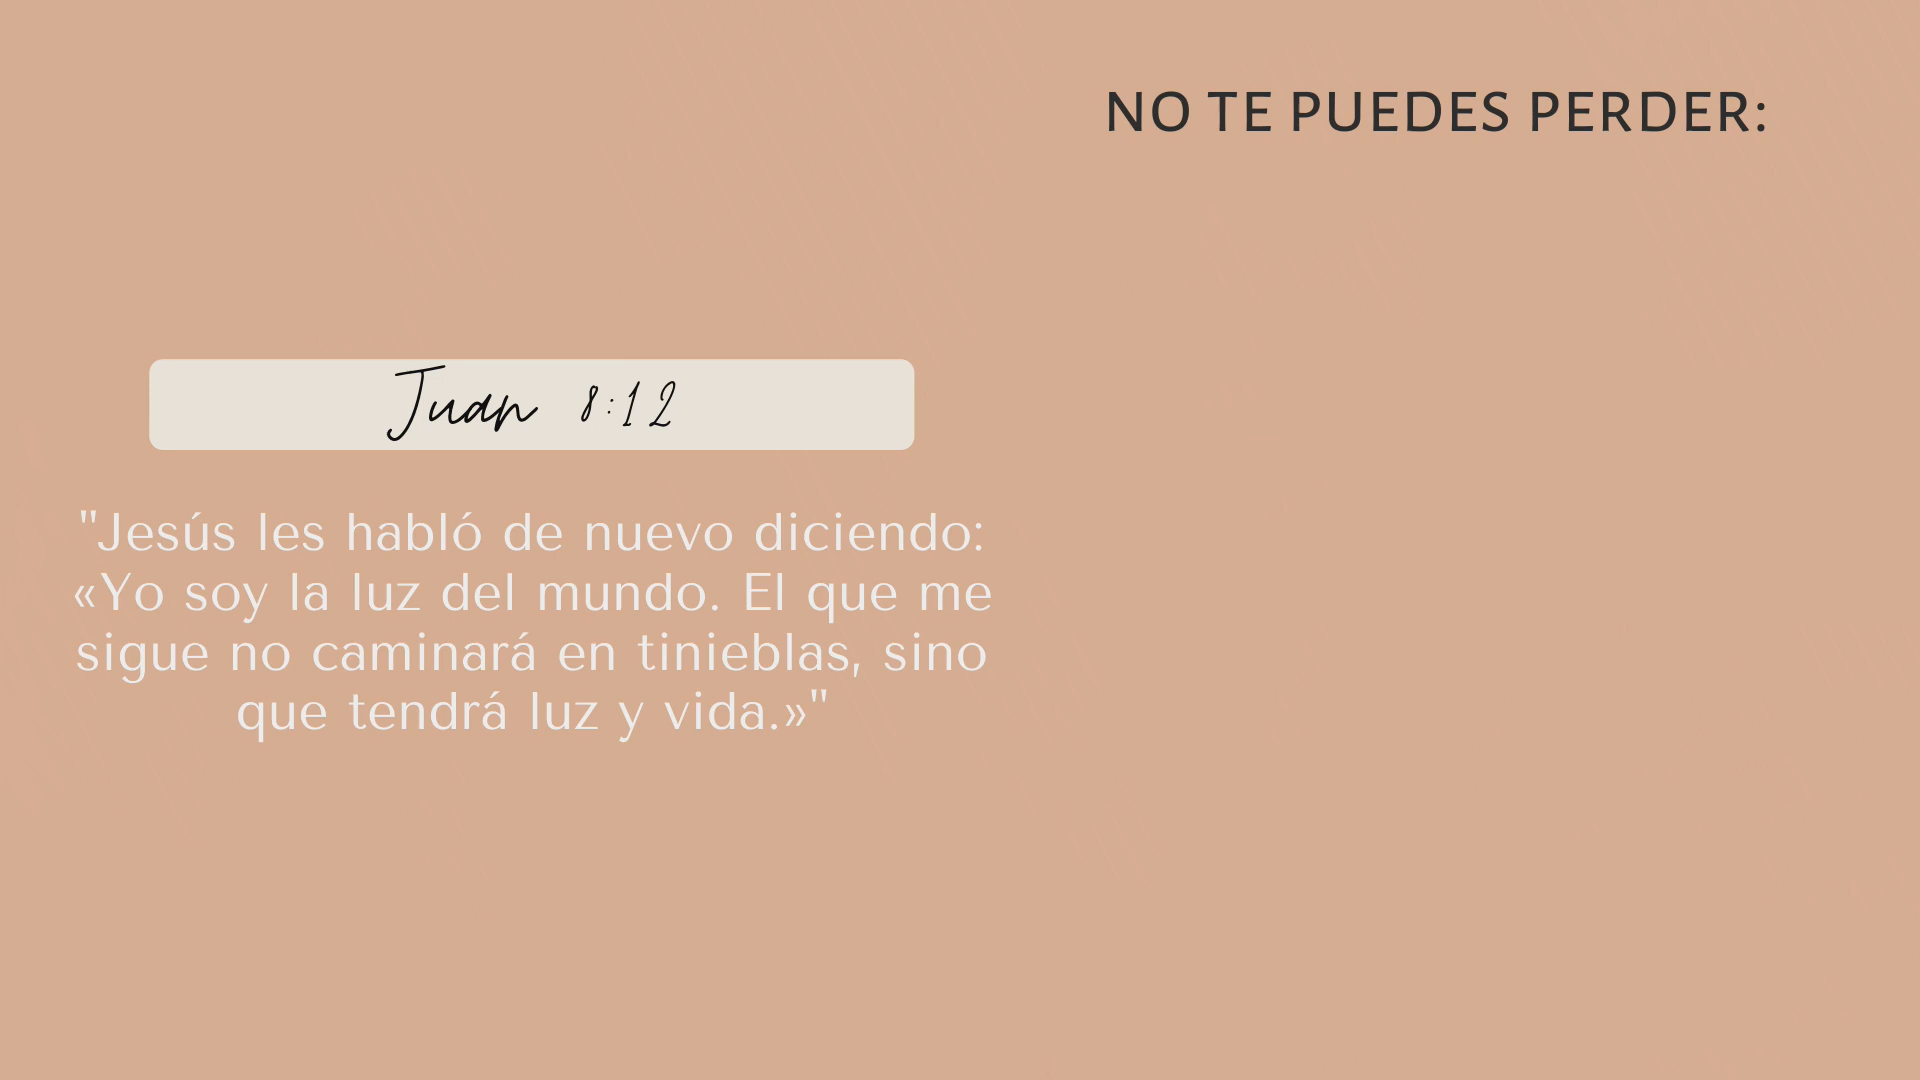 NO TE PUEDES PERDER:
Juan 8:12
"Jesús les habló de nuevo diciendo:
«Yo soy la luz del mundo. El que me
sigue no caminará en tinieblas, sino
que tendrá luz y vida.»"